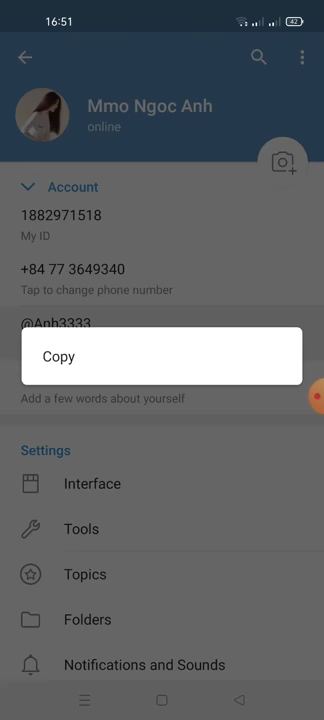 16:51
42
Mmo Ngoc Anh
online
Account
1882971518
My ID
+84 77 3649340
Tap to change phone number
@Anh3333
Copy
Add a few words about yourself
Settings
Interface
Tools
Topics
Folders
Notifications and Sounds